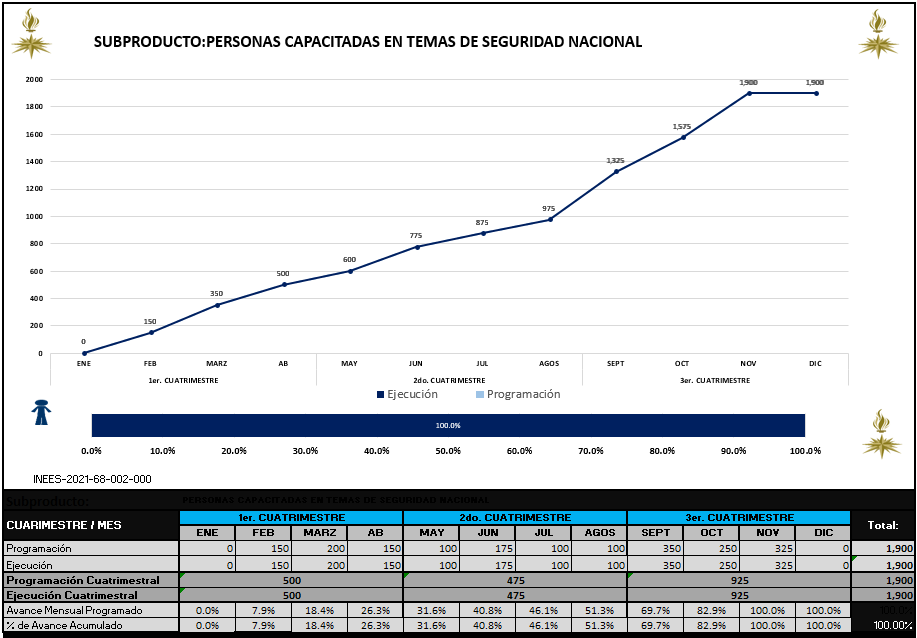 SUBPRODUCTO:PERSONAS CAPACITADAS EN TEMAS DE SEGURIDAD NACIONAL
2000
1800
1600
1400
1200
1000
800
600
400
200
0
0
150
350
500
600
775
875
975
1,325
1,575
1,900
1,900
ENE FEB MARZ AB MAY JUN JUL AGOS SEPT OCT NOV DIC
1er. CUATRIMESTRE 2do. CUATRIMESTRE 3er. CUATRIMESTRE
Ejecución Programación
100.0%
0.0% 10.0% 20.0% 30.0% 40.0% 50.0% 60.0% 70.0% 80.0% 90.0% 100.0%
INEES-2021-68-002-000
Subproducto: PERSONAS CAPACITADAS EN TEMAS DE SEGURIDAD NACIONAL
CUARIMESTRE / MES 1er. CUATRIMESTRE 2do. CUATRIMESTRE 3er. CUATRIMESTRE Total:
ENE FEB MARZ AB MAY JUN JUL AGOS SEPT OCT NOV DIC
Programación 0 150 200 150 100 175 100 100 350 250 325 0 1,900
Ejecución 0 150 200 150 100 175 100 100 350 250 325 0 1,900
Programación Cuatrimestral 500 475 925 1,900
Ejecución Cuatrimestral 500 475 925 1,900
Avance Mensual Programado 0.0% 7.9% 18.4% 26.3% 31.6% 40.8% 46.1% 51.3% 69.7% 82.9% 100.0% 100.0% 100.0%
% de Avance Acumulado 0.0% 7.9% 18.4% 26.3% 31.6% 40.8% 46.1% 51.3% 69.7% 82.9% 100.0% 100.0% 100.00%